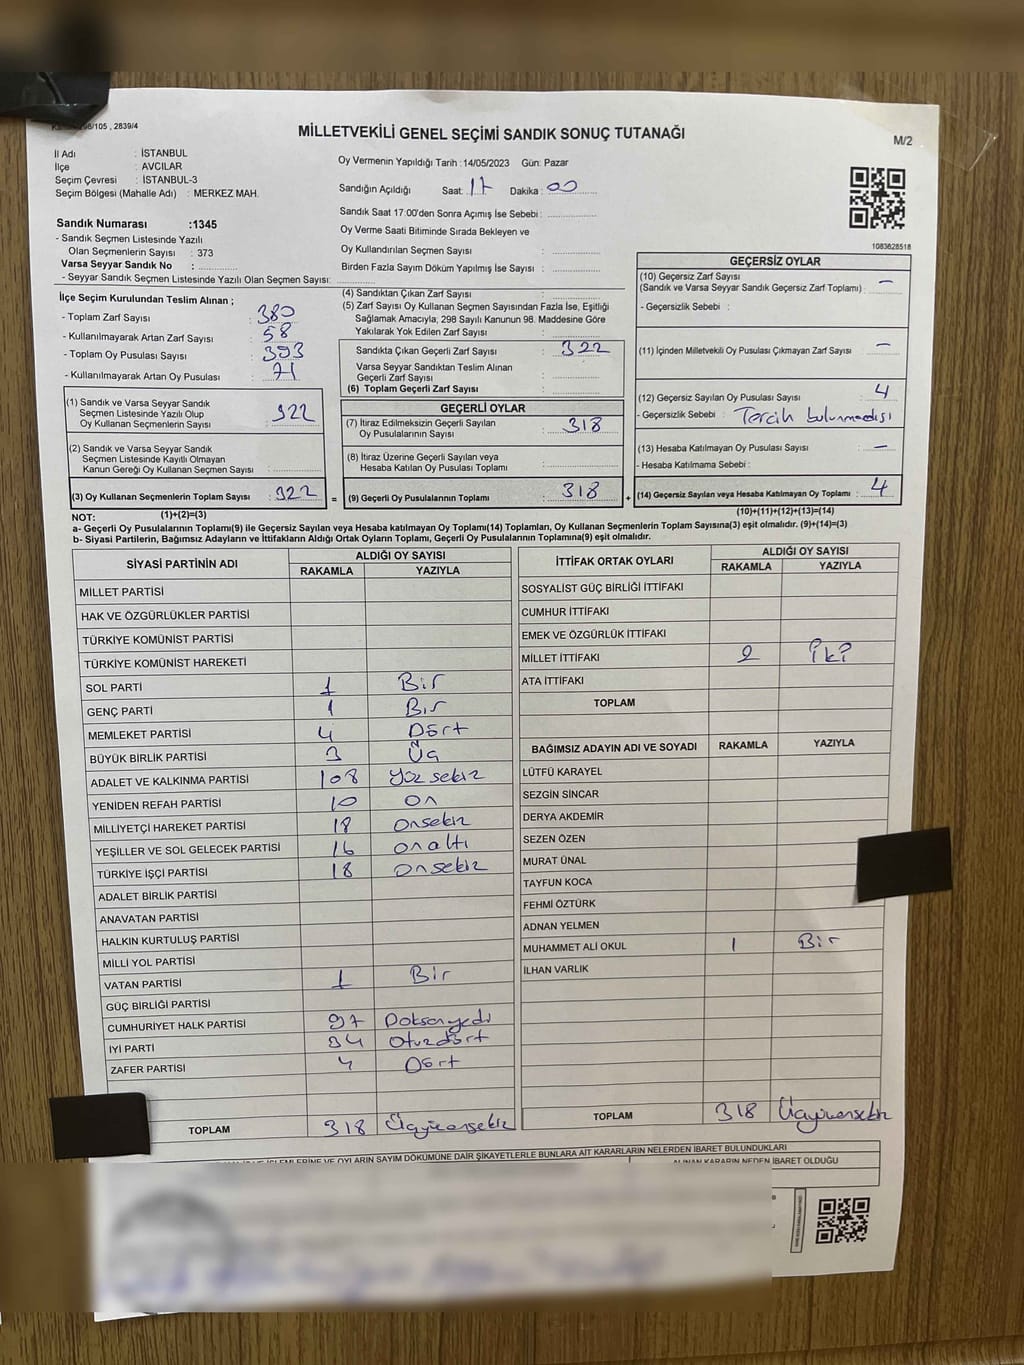 298/105 , 2839/4
MİLLETVEKİLİ GENEL SEÇİMİ SANDIK SONUÇ TUTANAĞI
M/2
İl Adı : İSTANBUL
İlçe : AVCILAR
Seçim Çevresi : İSTANBUL-3
Seçim Bölgesi (Mahalle Adı) : MERKEZ MAH.
Oy Vermenin Yapıldığı Tarih :14/05/2023 Gün: Pazar
Sandığın Açıldığı Saat: 17 Dakika : 00
Sandık Saat 17:00'den Sonra Açımış İse Sebebi :
Oy Verme Saati Bitiminde Sırada Bekleyen ve
Oy Kullandırılan Seçmen Sayısı :
Birden Fazla Sayım Döküm Yapılmış İse Sayısı :
1083628518
Sandık Numarası :1345
- Sandık Seçmen Listesinde Yazılı
Olan Seçmenlerin Sayısı : 373
Varsa Seyyar Sandık No :
- Seyyar Sandık Seçmen Listesinde Yazılı Olan Seçmen Sayısı:
İlçe Seçim Kurulundan Teslim Alınan ;
- Toplam Zarf Sayısı : 380
- Kullanılmayarak Artan Zarf Sayısı : 58
- Toplam Oy Pusulası Sayısı : 393
- Kullanılmayarak Artan Oy Pusulası : 71
(1) Sandık ve Varsa Seyyar Sandık
Seçmen Listesinde Yazılı Olup
Oy Kullanan Seçmenlerin Sayısı : 322
(2) Sandık ve Varsa Seyyar Sandık
Seçmen Listesinde Kayıtlı Olmayan
Kanun Gereği Oy Kullanan Seçmen Sayısı :
(3) Oy Kullanan Seçmenlerin Toplam Sayısı : 322
(1)+(2)=(3)
(4) Sandıktan Çıkan Zarf Sayısı :
(5) Zarf Sayısı Oy Kullanan Seçmen Sayısından Fazla İse, Eşitliği
Sağlamak Amacıyla, 298 Sayılı Kanunun 98. Maddesine Göre
Yakılarak Yok Edilen Zarf Sayısı :
Sandıkta Çıkan Geçerli Zarf Sayısı : 322
Varsa Seyyar Sandıktan Teslim Alınan
Geçerli Zarf Sayısı :
(6) Toplam Geçerli Zarf Sayısı :
GEÇERLİ OYLAR
(7) İtiraz Edilmeksizin Geçerli Sayılan
Oy Pusulalarının Sayısı : 318
(8) İtiraz Üzerine Geçerli Sayılan veya
Hesaba Katılan Oy Pusulası Toplamı :
= (9) Geçerli Oy Pusulalarının Toplamı : 318 +
GEÇERSİZ OYLAR
(10) Geçersiz Zarf Sayısı
(Sandık ve Varsa Seyyar Sandık Geçersiz Zarf Toplamı) : -
- Geçersizlik Sebebi :
(11) İçinden Milletvekili Oy Pusulası Çıkmayan Zarf Sayısı : -
(12) Geçersiz Sayılan Oy Pusulası Sayısı : 4
- Geçersizlik Sebebi : Tercih bulunmadığı
(13) Hesaba Katılmayan Oy Pusulası Sayısı : -
- Hesaba Katılmama Sebebi :
(14) Geçersiz Sayılan veya Hesaba Katılmayan Oy Toplamı : 4
(10)+(11)+(12)+(13)=(14)
NOT:
a- Geçerli Oy Pusulalarının Toplamı(9) ile Geçersiz Sayılan veya Hesaba katılmayan Oy Toplamı(14) Toplamları, Oy Kullanan Seçmenlerin Toplam Sayısına(3) eşit olmalıdır. (9)+(14)=(3)
b- Siyasi Partilerin, Bağımsız Adayların ve İttifakların Aldığı Ortak Oyların Toplamı, Geçerli Oy Pusulalarının Toplamına(9) eşit olmalıdır.
SİYASİ PARTİNİN ADI ALDIĞI OY SAYISI
RAKAMLA YAZIYLA
MİLLET PARTİSİ
HAK VE ÖZGÜRLÜKLER PARTİSİ
TÜRKİYE KOMÜNİST PARTİSİ
TÜRKİYE KOMÜNİST HAREKETİ
SOL PARTİ 1 Bir
GENÇ PARTİ 1 Bir
MEMLEKET PARTİSİ 4 Dört
BÜYÜK BİRLİK PARTİSİ 3 Üç
ADALET VE KALKINMA PARTİSİ 108 Yüz sekiz
YENİDEN REFAH PARTİSİ 10 on
MİLLİYETÇİ HAREKET PARTİSİ 18 onsekiz
YEŞİLLER VE SOL GELECEK PARTİSİ 16 onaltı
TÜRKİYE İŞÇİ PARTİSİ 18 onsekiz
ADALET BİRLİK PARTİSİ
ANAVATAN PARTİSİ
HALKIN KURTULUŞ PARTİSİ
MİLLİ YOL PARTİSİ
VATAN PARTİSİ 1 Bir
GÜÇ BİRLİĞİ PARTİSİ
CUMHURİYET HALK PARTİSİ 97 Doksanyedi
İYİ PARTİ 34 Otuzdört
ZAFER PARTİSİ 4 Dört
TOPLAM 318 Üçyüzonsekiz
İTTİFAK ORTAK OYLARI ALDIĞI OY SAYISI
RAKAMLA YAZIYLA
SOSYALİST GÜÇ BİRLİĞİ İTTİFAKI
CUMHUR İTTİFAKI
EMEK VE ÖZGÜRLÜK İTTİFAKI
MİLLET İTTİFAKI 2 İki
ATA İTTİFAKI
TOPLAM
BAĞIMSIZ ADAYIN ADI VE SOYADI RAKAMLA YAZIYLA
LÜTFÜ KARAYEL
SEZGİN SİNCAR
DERYA AKDEMİR
SEZEN ÖZEN
MURAT ÜNAL
TAYFUN KOCA
FEHMİ ÖZTÜRK
ADNAN YELMEN
MUHAMMET ALİ OKUL 1 Bir
İLHAN VARLIK
TOPLAM 318 Üçyüzonsekiz
İŞLEMLERİNE VE OYLARIN SAYIM DÖKÜMÜNE DAİR ŞİKAYETLERLE BUNLARA AİT KARARLARIN NELERDEN İBARET BULUNDUKLARI
ALINAN KARARIN NEDEN İBARET OLDUĞU